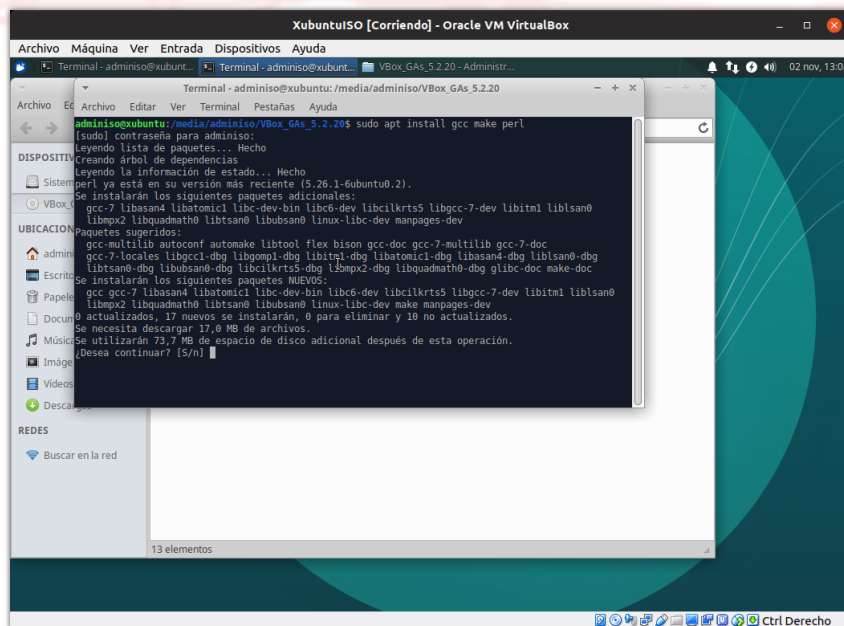 XubuntuISO [Corriendo] - Oracle VM VirtualBox
Archivo Máquina Ver Entrada Dispositivos Ayuda
Terminal - adminiso@xubunt... Terminal - adminiso@xubunt... VBox_GAs_5.2.20 - Administr... 02 nov, 13:0
Terminal - adminiso@xubuntu: /media/adminiso/VBox_GAs_5.2.20
Archivo Ed
Archivo Editar Ver Terminal Pestañas Ayuda
adminiso@xubuntu:/media/adminiso/VBox_GAs_5.2.20$ sudo apt install gcc make perl
[sudo] contraseña para adminiso:
Leyendo lista de paquetes... Hecho
Creando árbol de dependencias
Leyendo la información de estado... Hecho
perl ya está en su versión más reciente (5.26.1-6ubuntu0.2).
Se instalarán los siguientes paquetes adicionales:
gcc-7 libasan4 libatomic1 libc-dev-bin libc6-dev libcilkrts5 libgcc-7-dev libitm1 liblsan0
libmpx2 libquadmath0 libtsan0 libubsan0 linux-libc-dev manpages-dev
Paquetes sugeridos:
gcc-multilib autoconf automake libtool flex bison gcc-doc gcc-7-multilib gcc-7-doc
gcc-7-locales libgcc1-dbg libgomp1-dbg libitm1-dbg libatomic1-dbg libasan4-dbg liblsan0-dbg
libtsan0-dbg libubsan0-dbg libcilkrts5-dbg libmpx2-dbg libquadmath0-dbg glibc-doc make-doc
Se instalarán los siguientes paquetes NUEVOS:
gcc gcc-7 libasan4 libatomic1 libc-dev-bin libc6-dev libcilkrts5 libgcc-7-dev libitm1 liblsan0
libmpx2 libquadmath0 libtsan0 libubsan0 linux-libc-dev make manpages-dev
0 actualizados, 17 nuevos se instalarán, 0 para eliminar y 10 no actualizados.
Se necesita descargar 17,0 MB de archivos.
Se utilizarán 73,7 MB de espacio de disco adicional después de esta operación.
¿Desea continuar? [S/n]
DISPOSITIV
Sistem
VBox_G
UBICACION
admini
Escrito
Papele
Docum
Música
Imáge
Vídeos
Descargas
REDES
Buscar en la red
13 elementos
Ctrl Derecho